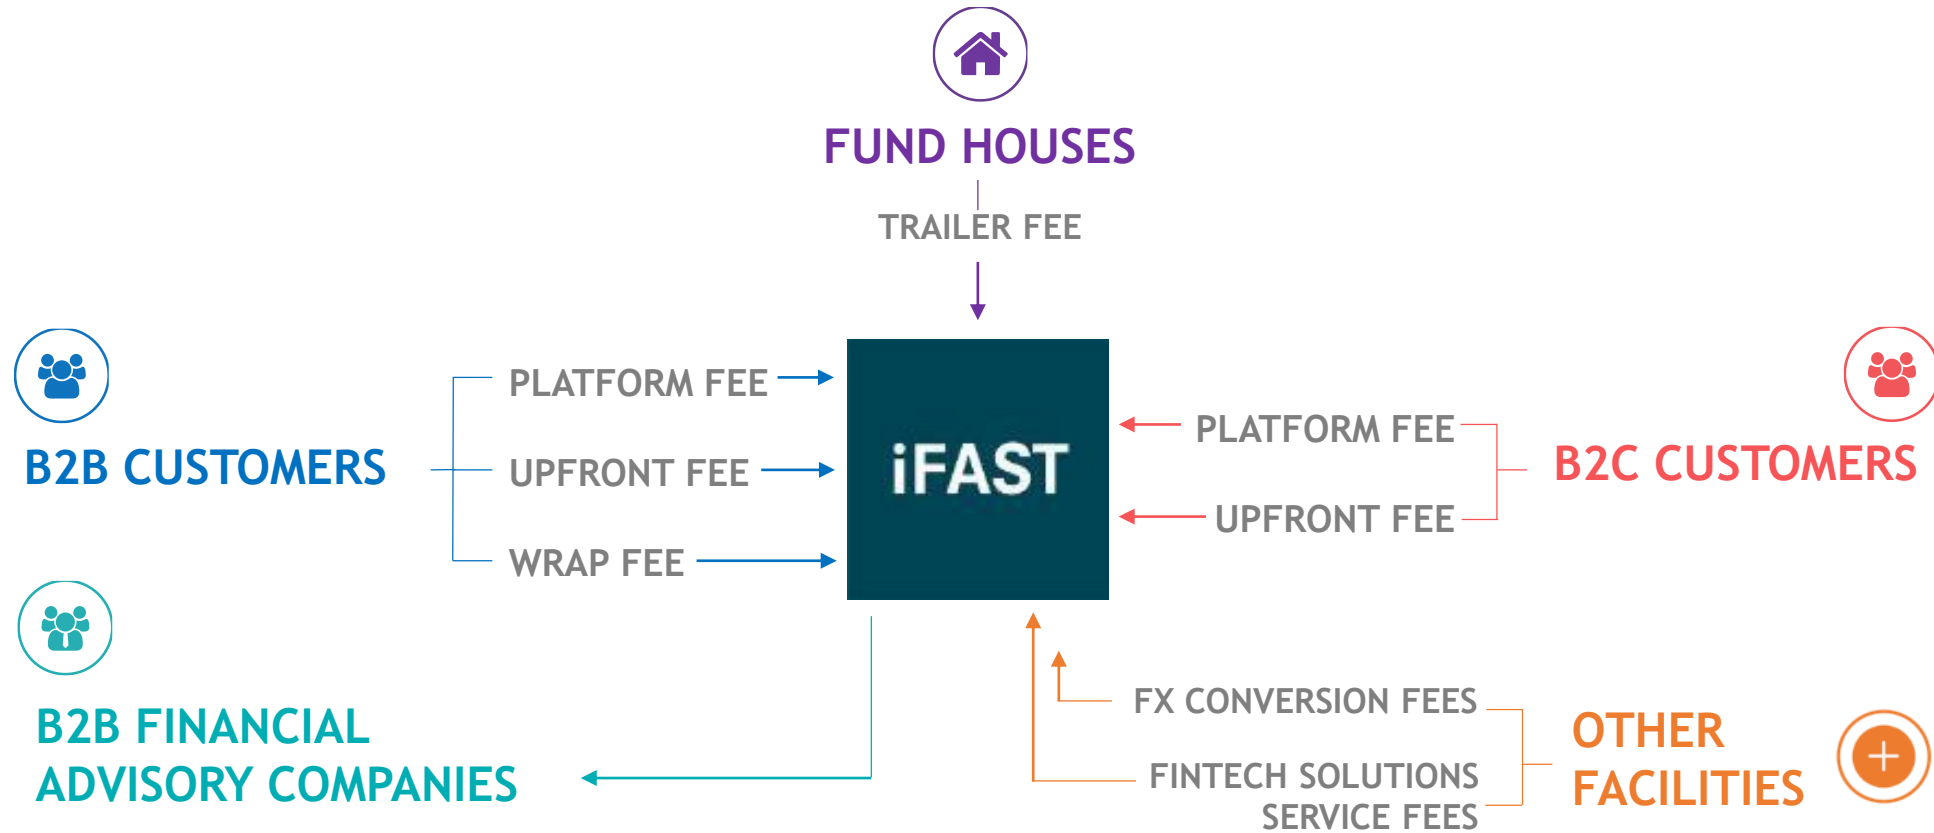 FUND HOUSES
TRAILER FEE
B2B CUSTOMERS
PLATFORM FEE
UPFRONT FEE
WRAP FEE
iFAST
PLATFORM FEE
UPFRONT FEE
B2C CUSTOMERS
B2B FINANCIAL
ADVISORY COMPANIES
FX CONVERSION FEES
FINTECH SOLUTIONS
SERVICE FEES
OTHER
FACILITIES